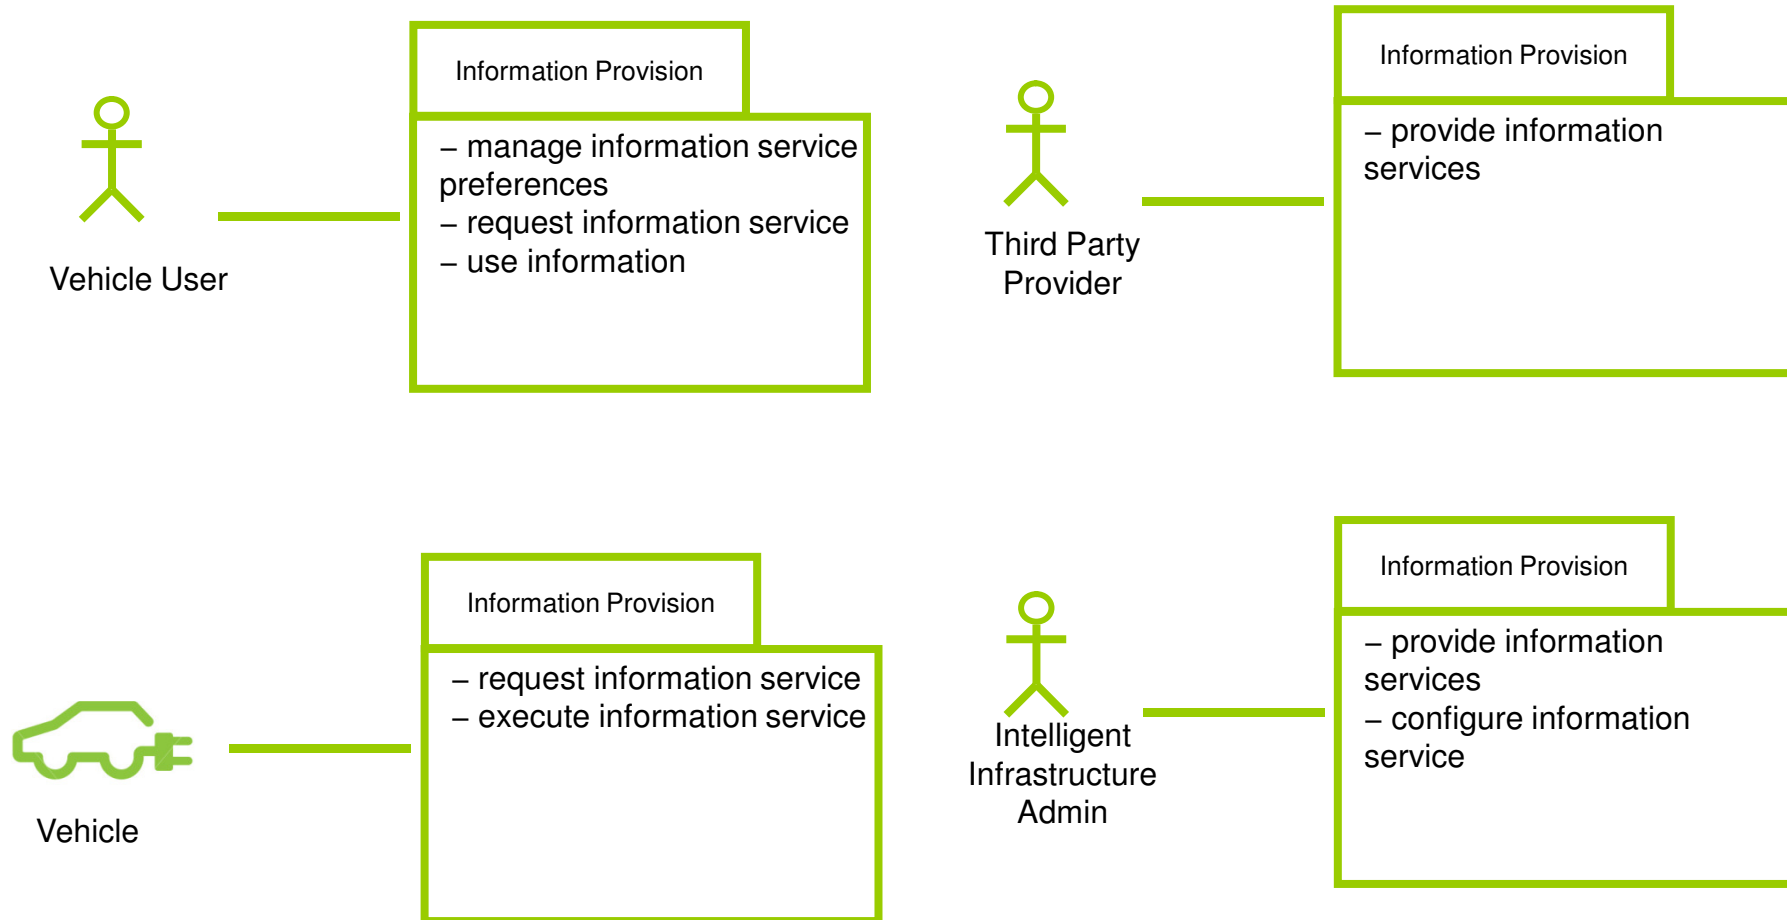 Information Provision
– manage information service
preferences
– request information service
– use information
Vehicle User
Information Provision
– provide information
services
Third Party
Provider
Information Provision
– request information service
– execute information service
Vehicle
Information Provision
– provide information
services
– configure information
service
Intelligent
Infrastructure
Admin